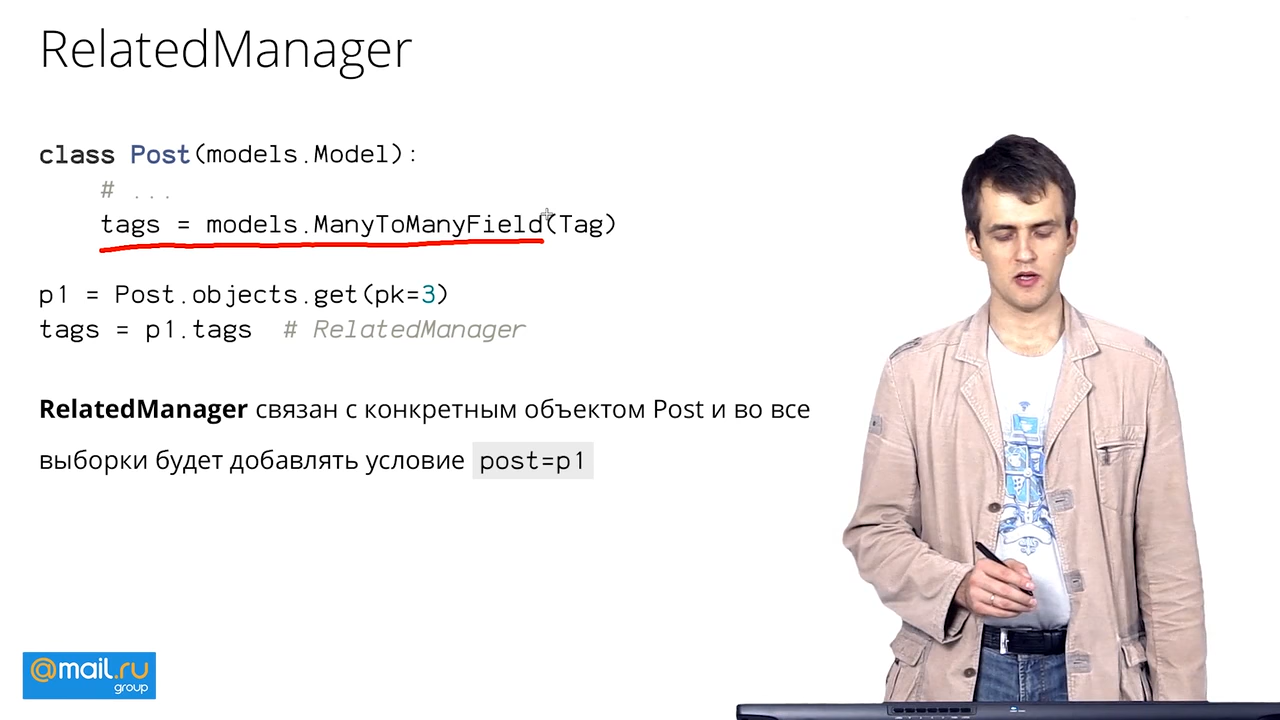 RelatedManager
class Post(models.Model):
# ...
tags = models.ManyToManyField(Tag)
p1 = Post.objects.get(pk=3)
tags = p1.tags  # RelatedManager
RelatedManager связан с конкретным объектом Post и во все
выборки будет добавлять условие post=p1
@mail.ru
group